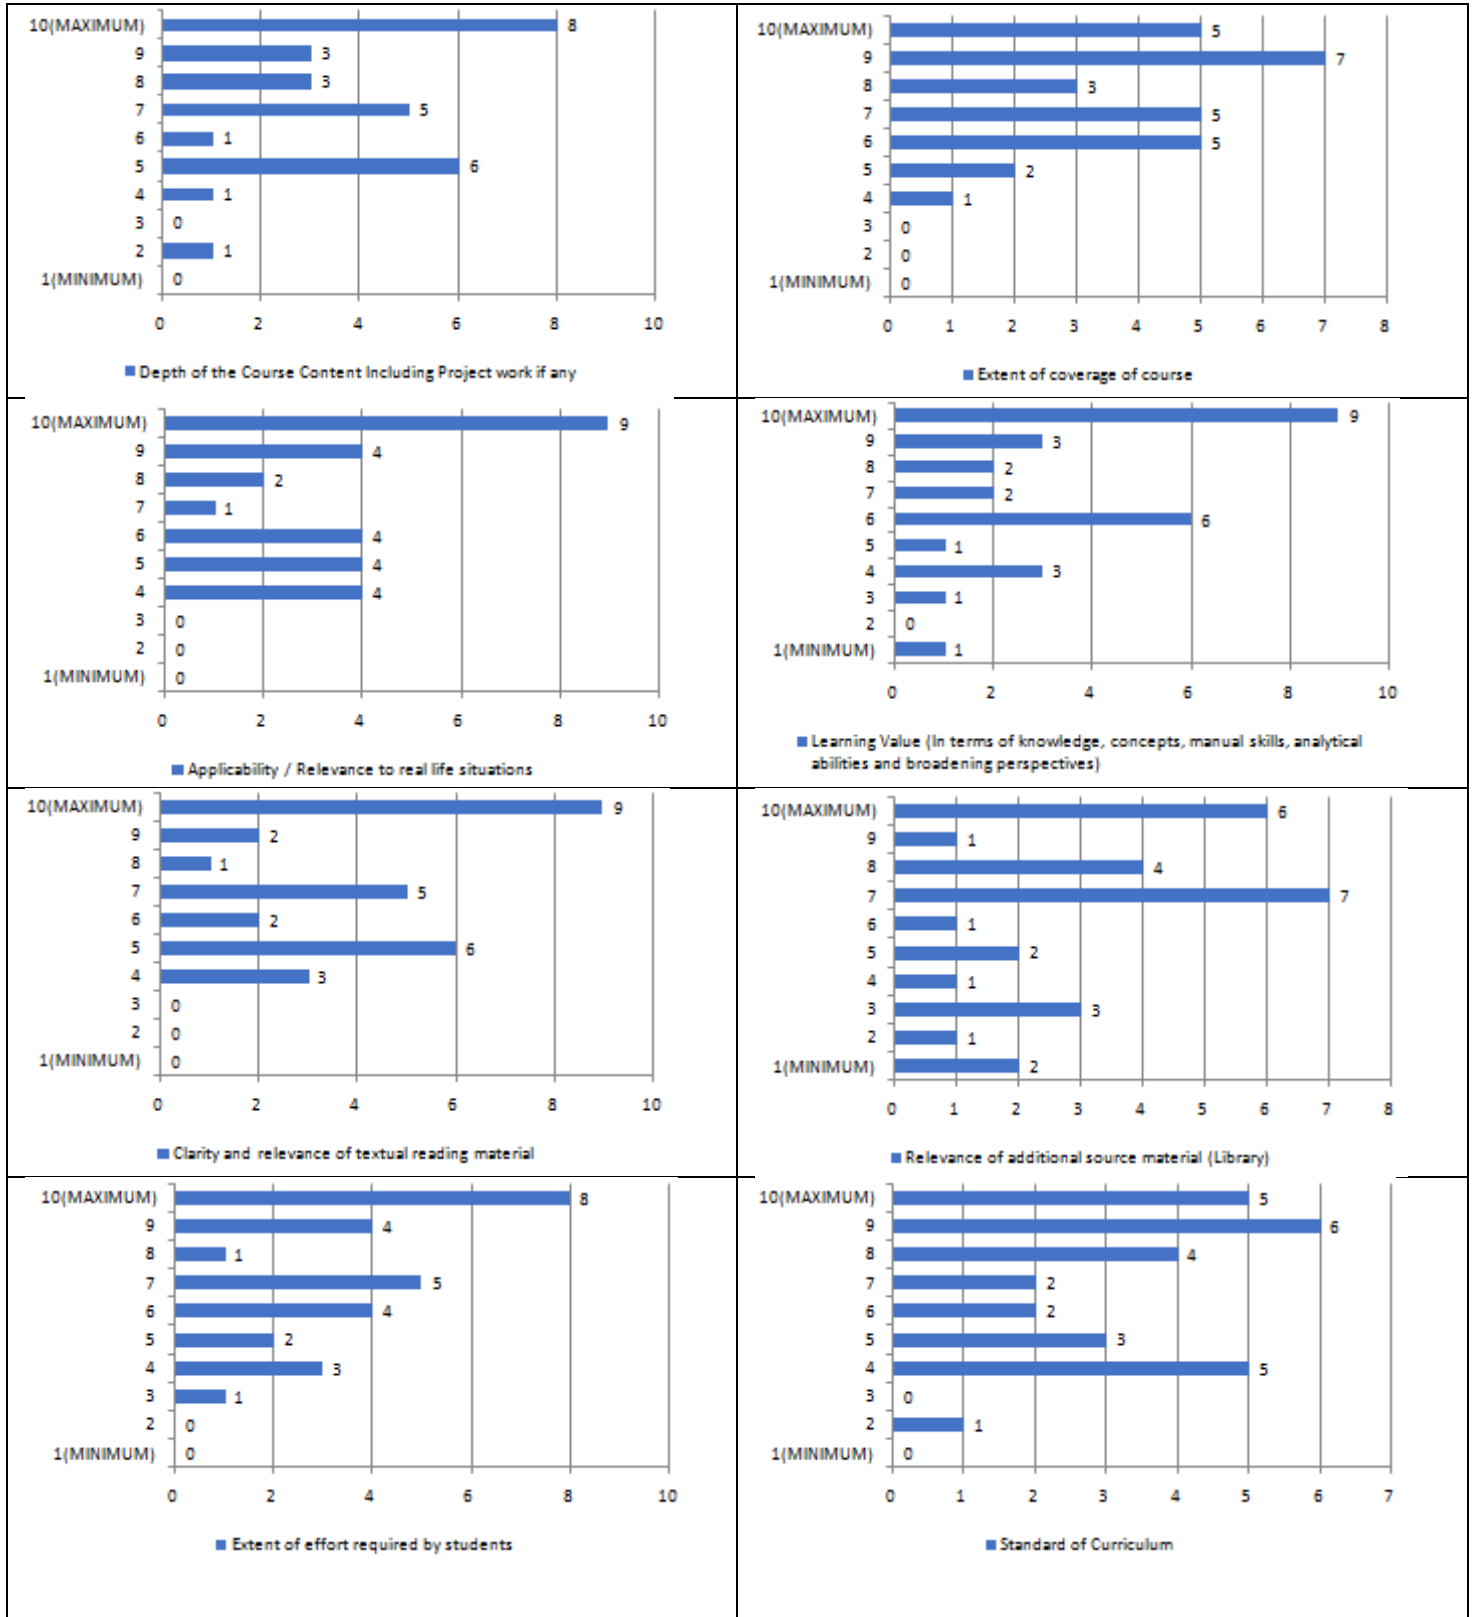 10(MAXIMUM) 8
9 3
8 3
7 5
6 1
5 6
4 1
3 0
2 1
1(MINIMUM) 0
0 2 4 6 8 10
Depth of the Course Content Including Project work if any
10(MAXIMUM) 5
9 7
8 3
7 5
6 5
5 2
4 1
3 0
2 0
1(MINIMUM) 0
0 1 2 3 4 5 6 7 8
Extent of coverage of course
10(MAXIMUM) 9
9 4
8 2
7 1
6 4
5 4
4 4
3 0
2 0
1(MINIMUM) 0
0 2 4 6 8 10
Applicability / Relevance to real life situations
10(MAXIMUM) 9
9 3
8 2
7 2
6 6
5 1
4 3
3 1
2 0
1(MINIMUM) 1
0 2 4 6 8 10
Learning Value (In terms of knowledge, concepts, manual skills, analytical
abilities and broadening perspectives)
10(MAXIMUM) 9
9 2
8 1
7 5
6 2
5 6
4 3
3 0
2 0
1(MINIMUM) 0
0 2 4 6 8 10
Clarity and relevance of textual reading material
10(MAXIMUM) 6
9 1
8 4
7 7
6 1
5 2
4 1
3 3
2 1
1(MINIMUM) 2
0 1 2 3 4 5 6 7 8
Relevance of additional source material (Library)
10(MAXIMUM) 8
9 4
8 1
7 5
6 4
5 2
4 3
3 1
2 0
1(MINIMUM) 0
0 2 4 6 8 10
Extent of effort required by students
10(MAXIMUM) 5
9 6
8 4
7 2
6 2
5 3
4 5
3 0
2 1
1(MINIMUM) 0
0 1 2 3 4 5 6 7
Standard of Curriculum